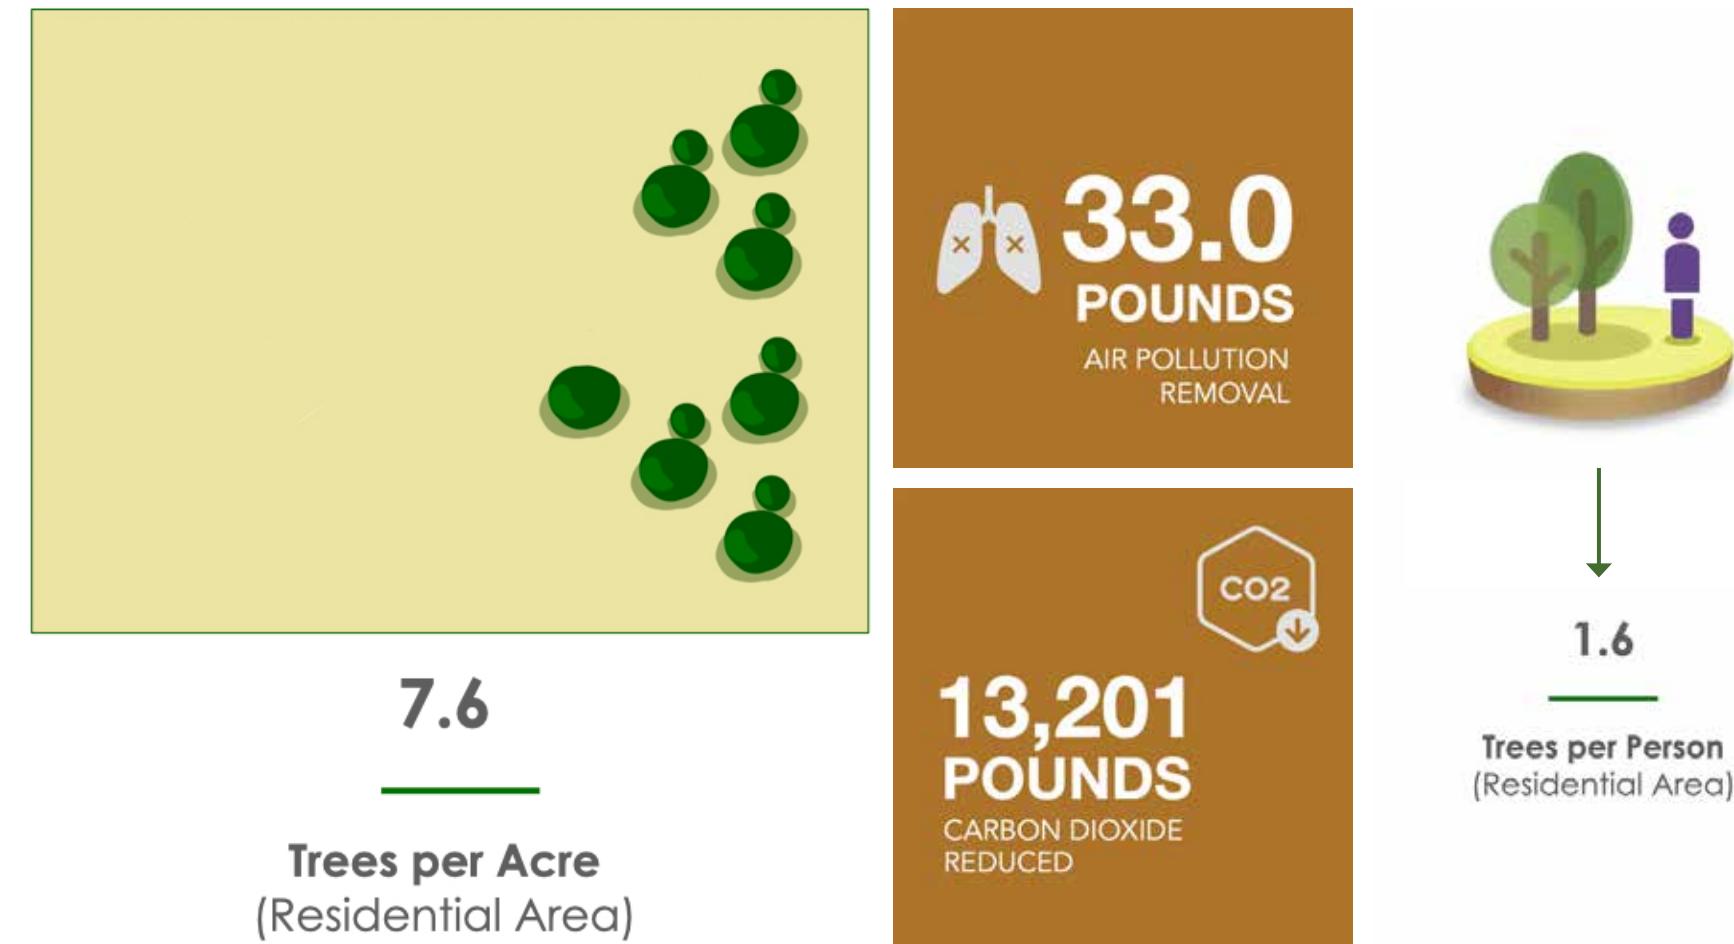 7.6
Trees per Acre
(Residential Area)
33.0
POUNDS
AIR POLLUTION
REMOVAL
CO2
13,201
POUNDS
CARBON DIOXIDE
REDUCED
1.6
Trees per Person
(Residential Area)